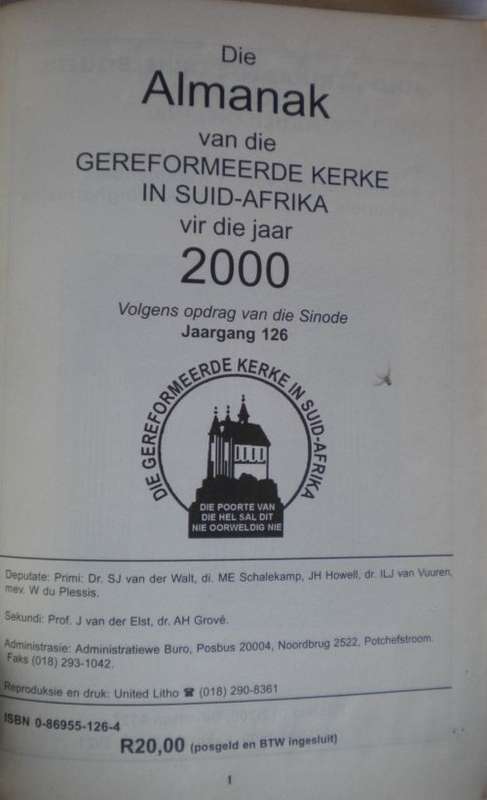 Die
Almanak
van die
GEREFORMEERDE KERKE
IN SUID-AFRIKA
vir die jaar
2000
Volgens opdrag van die Sinode
Jaargang 126
DIE GEREFORMEERDE KERKE IN SUID-AFRIKA
DIE POORTE VAN
DIE HEL SAL DIT
NIE OORWELDIG NIE
Deputate: Primi: Dr. SJ van der Walt, di. ME Schalekamp, JH Howell, dr. ILJ van Vuuren,
mev. W du Plessis.
Sekundi: Prof. J van der Elst, dr. AH Grové.
Administrasie: Administratiewe Buro, Posbus 20004, Noordbrug 2522, Potchefstroom.
Faks (018) 293-1042.
Reproduksie en druk: United Litho ☎ (018) 290-8361
ISBN 0-86955-126-4
R20,00 (posgeld en BTW ingesluit)
1